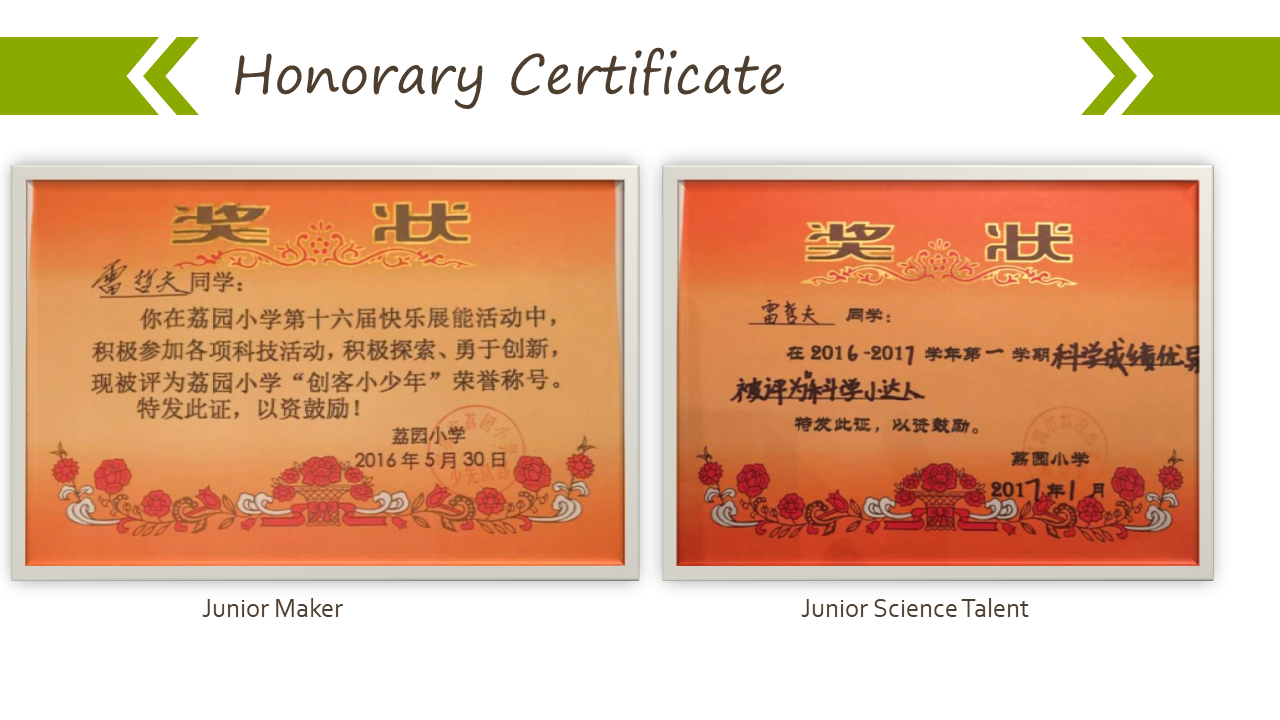 Honorary Certificate
奖 状
雷哲夫同学：
你在荔园小学第十六届快乐展能活动中，
积极参加各项科技活动，积极探索、勇于创新，
现被评为荔园小学“创客小少年”荣誉称号。
特发此证，以资鼓励！
荔园小学
2016年5月30日
Junior Maker
奖 状
雷哲夫 同学：
在2016-2017学年第一学期科学成绩优异
被评为科学小达人
特发此证，以资鼓励。
荔园小学
2017年1月
Junior Science Talent